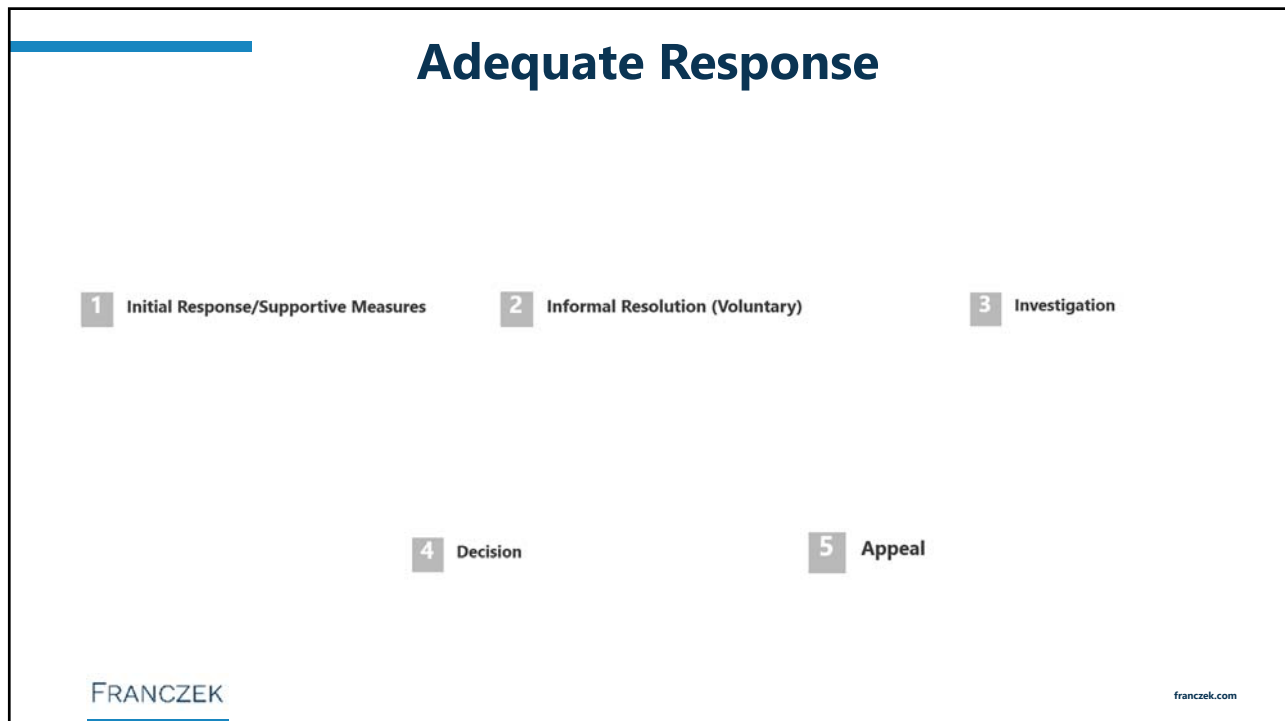 Adequate Response
1 Initial Response/Supportive Measures
2 Informal Resolution (Voluntary)
3 Investigation
4 Decision
5 Appeal
FRANCZEK
franczek.com